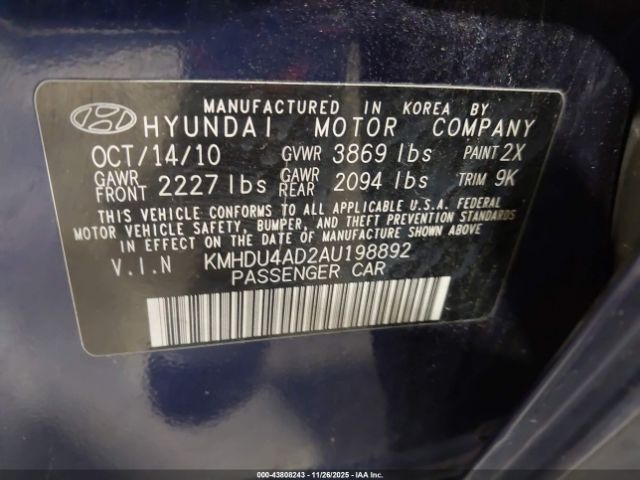 MANUFACTURED IN KOREA BY
HYUNDAI MOTOR COMPANY
OCT/14/10 GVWR 3869 lbs PAINT 2X
GAWR FRONT 2227 lbs GAWR REAR 2094 lbs TRIM 9K
THIS VEHICLE CONFORMS TO ALL APPLICABLE U.S.A. FEDERAL
MOTOR VEHICLE SAFETY, BUMPER, AND THEFT PREVENTION STANDARDS
IN EFFECT ON THE DATE OF MANUFACTURE SHOWN ABOVE.
V.I.N KMHDU4AD2AU198892
PASSENGER CAR
000-43808243 - 11/26/2025 - IAA, Inc.